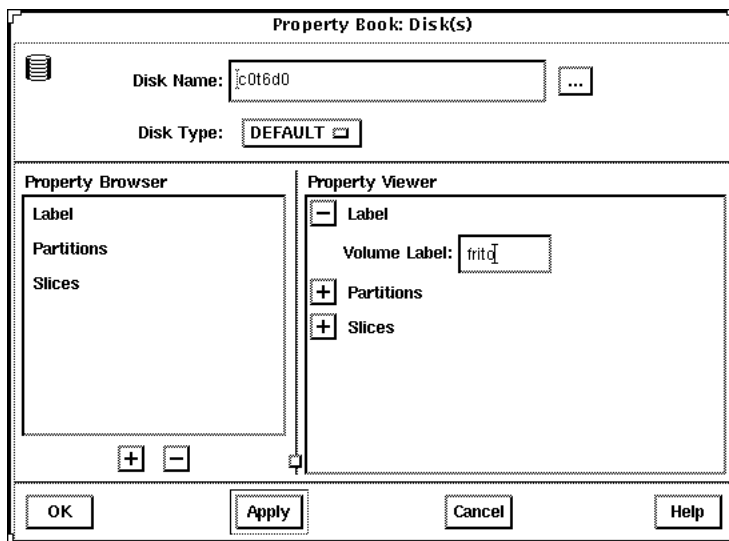 Property Book: Disk(s)
Disk Name: c0t6d0 ...
Disk Type: DEFAULT
Property Browser
Label
Partitions
Slices
+ −
Property Viewer
− Label
Volume Label: frito
+ Partitions
+ Slices
OK Apply Cancel Help